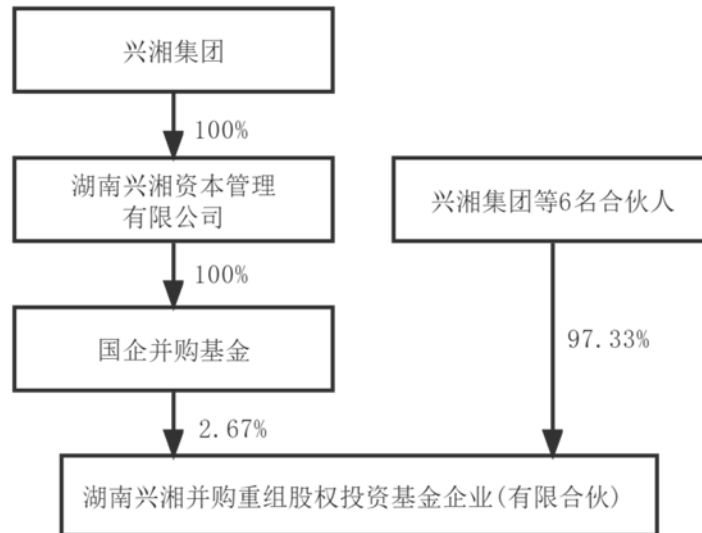 兴湘集团
100%
湖南兴湘资本管理
有限公司
兴湘集团等6名合伙人
100%
国企并购基金
97.33%
2.67%
湖南兴湘并购重组股权投资基金企业(有限合伙)